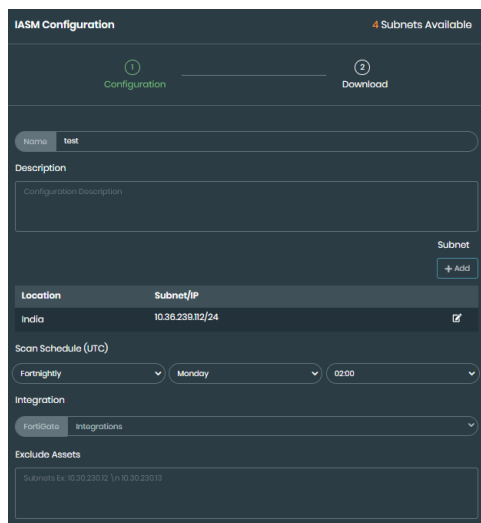 IASM Configuration
4 Subnets Available
1
2
Configuration
Download
Name test
Description
Configuration Description
Subnet
+ Add
Location Subnet/IP
India 10.36.239.112/24
Scan Schedule (UTC)
Fortnightly Monday 02:00
Integration
FortiGate Integrations
Exclude Assets
Subnets Ex: 10.30.230.12 \n 10.30.230.13